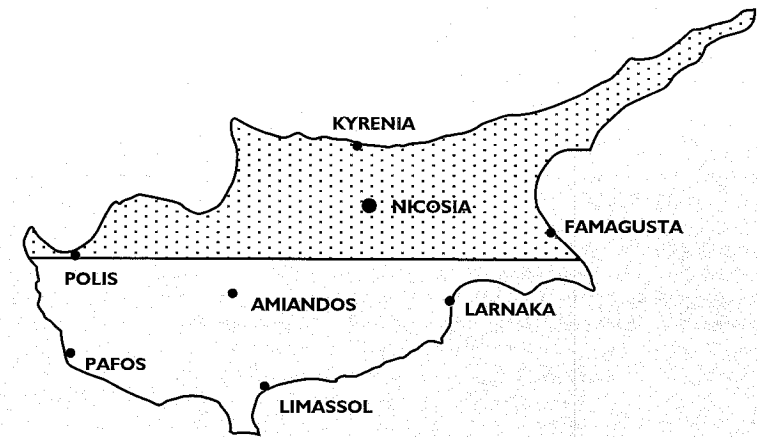 KYRENIA
NICOSIA
FAMAGUSTA
POLIS
AMIANDOS
LARNAKA
PAFOS
LIMASSOL